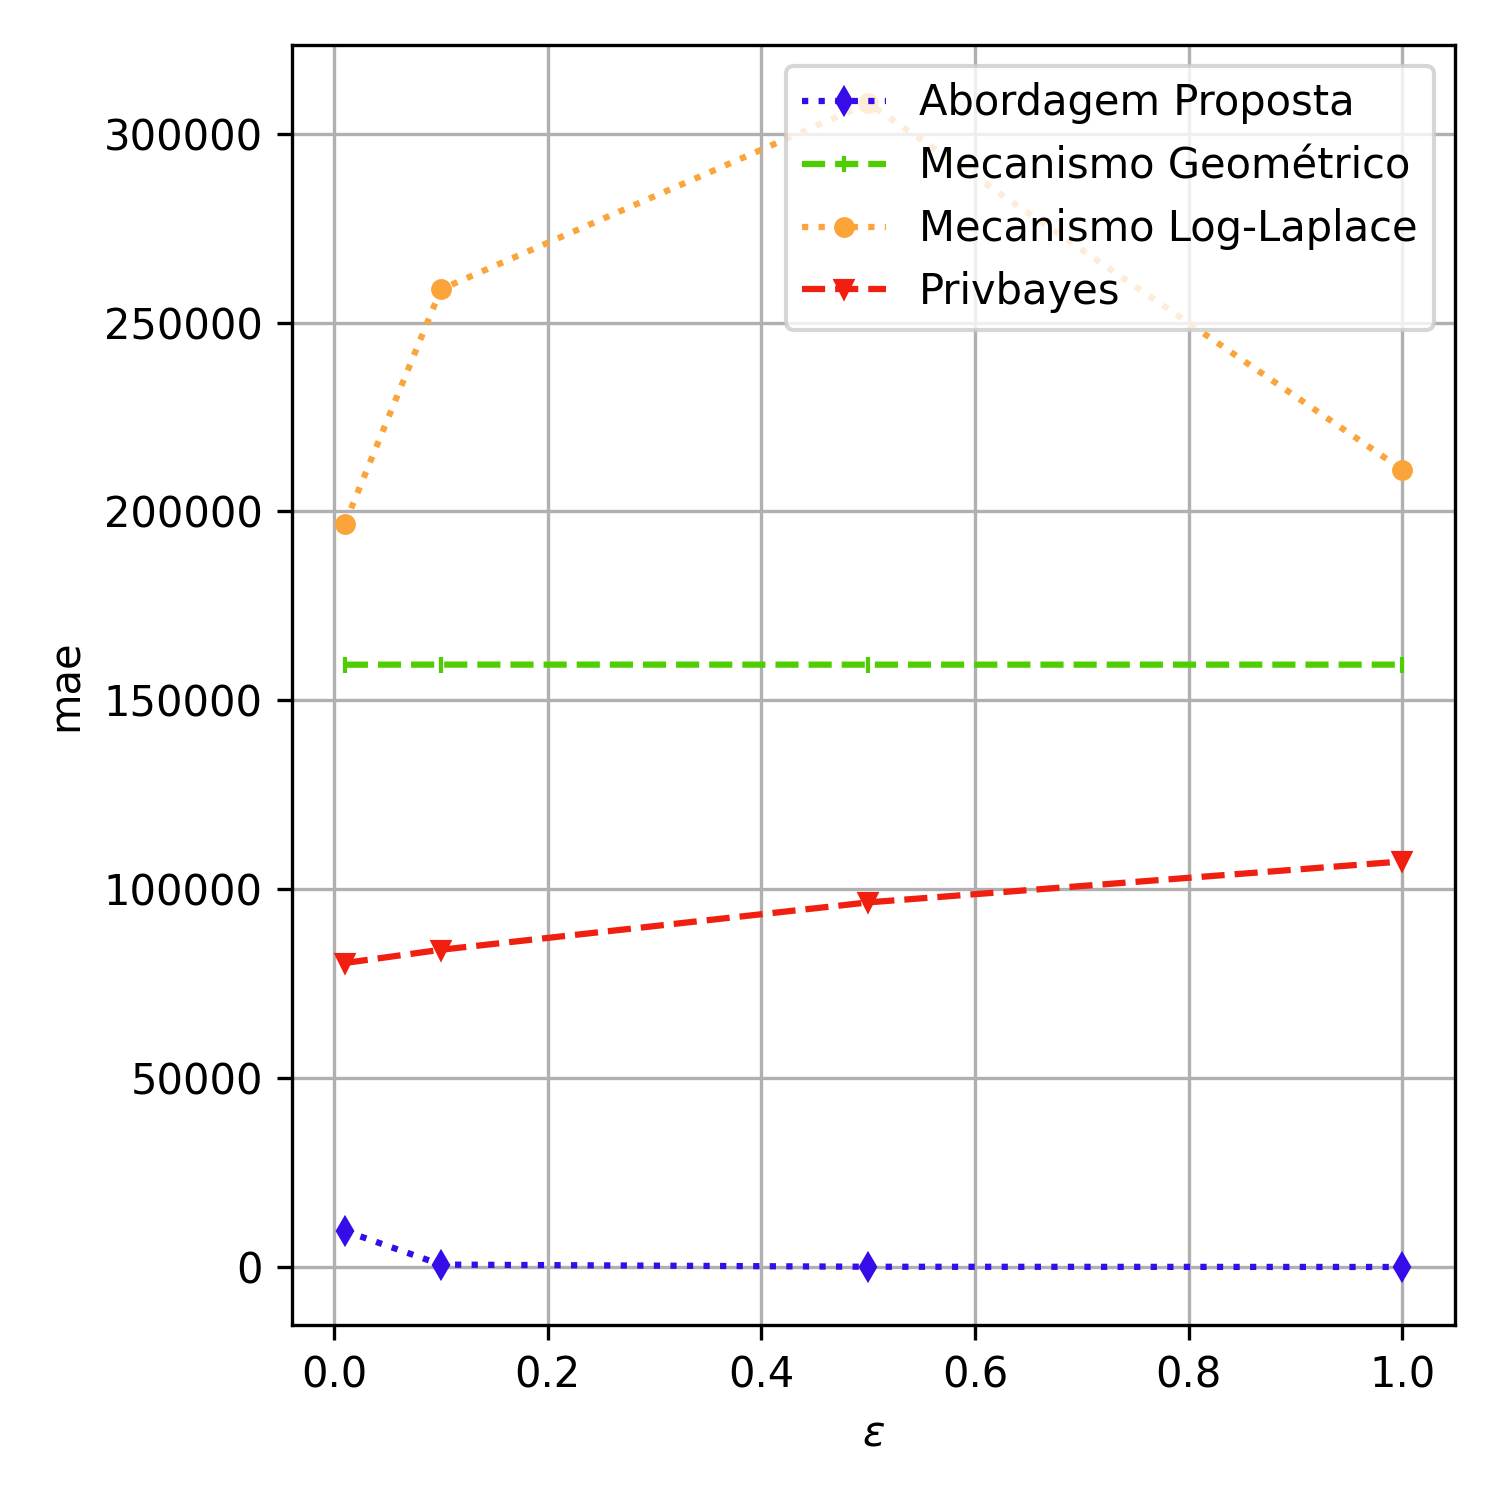 Abordagem Proposta
Mecanismo Geométrico
Mecanismo Log-Laplace
Privbayes
300000
250000
200000
150000
100000
50000
0
mae
0.0 0.2 0.4 0.6 0.8 1.0
ε